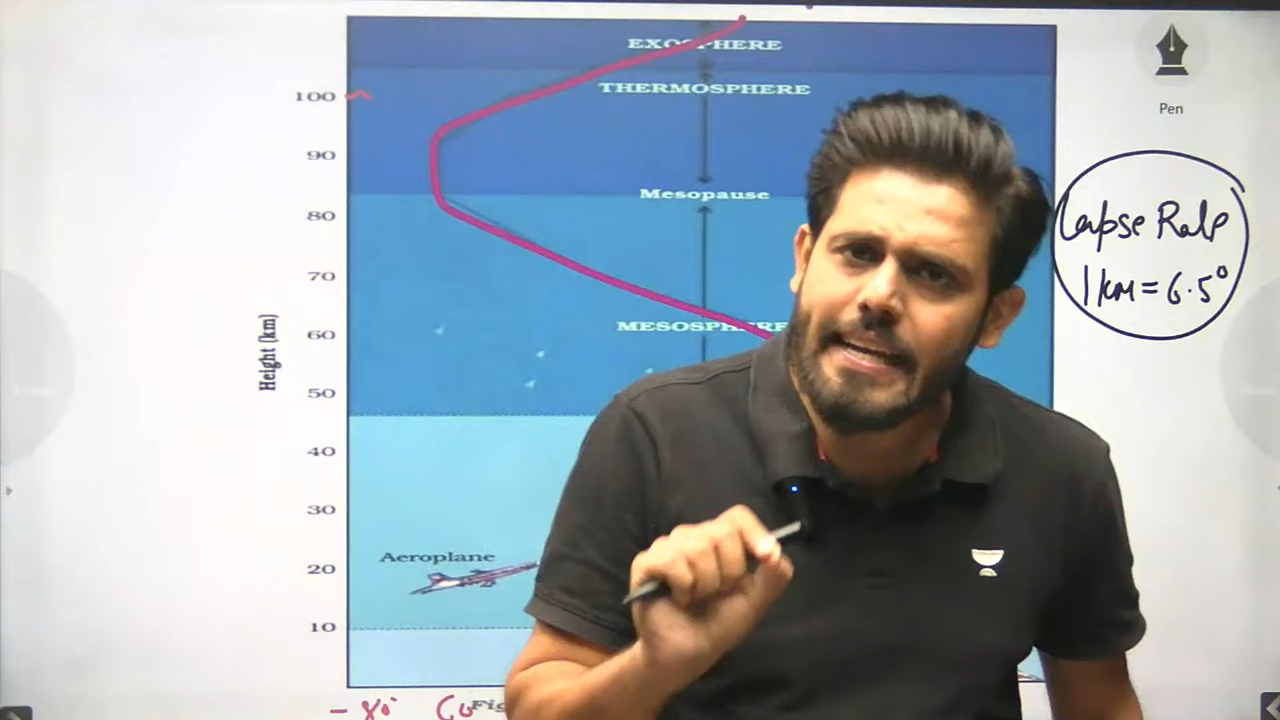 EXOSPHERE
THERMOSPHERE
100
90
Mesopause
80
70
MESOSPHERE
60
50
40
30
20
10
Height (km)
Aeroplane
Pen
Lapse Rate
1 km = 6.5°
Fig